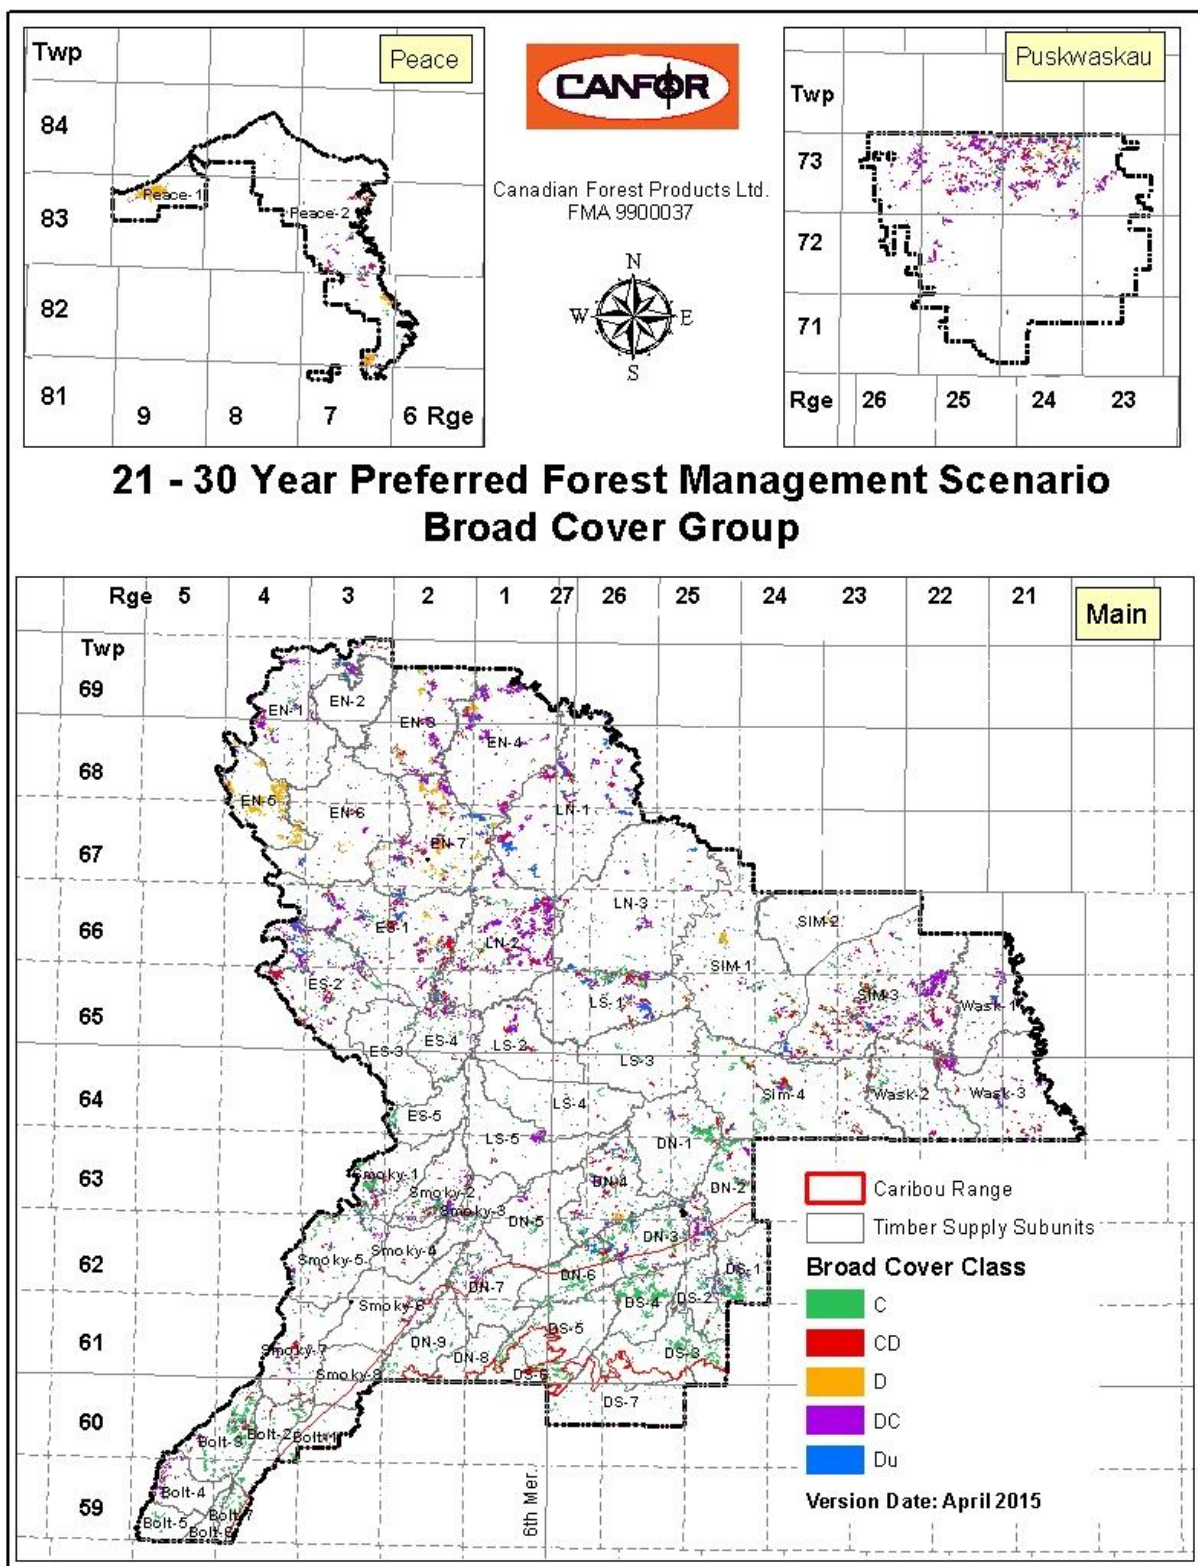 Twp
Peace
84
83
82
81
Peace-1
Peace-2
9
8
7
6 Rge
CANFOR
Canadian Forest Products Ltd.
FMA 9900037
N
W
E
S
Puskwaskau
Twp
73
72
71
Rge
26
25
24
23
21 - 30 Year Preferred Forest Management Scenario
Broad Cover Group
Rge
5
4
3
2
1
27
26
25
24
23
22
21
Main
Twp
69
68
67
66
65
64
63
62
61
60
59
EN-1
EN-2
EN-3
EN-4
EN-5
EN-6
EN-7
LN-1
LN-2
LN-3
ES-1
ES-2
ES-3
ES-4
ES-5
LS-1
LS-2
LS-3
LS-4
LS-5
SIM-1
SIM-2
SIM-3
Sim-4
Wask-1
Wask-2
Wask-3
DN-1
DN-2
DN-3
DN-4
DN-5
DN-6
DN-7
DN-8
DN-9
DS-1
DS-2
DS-3
DS-4
DS-5
DS-6
DS-7
Smoky-1
Smoky-2
Smoky-3
Smoky-4
Smoky-5
Smoky-6
Smoky-7
Smoky-8
Bolt-1
Bolt-2
Bolt-3
Bolt-4
Bolt-5
Bolt-6
Bolt-7
6th Mer.
Caribou Range
Timber Supply Subunits
Broad Cover Class
C
CD
D
DC
Du
Version Date: April 2015